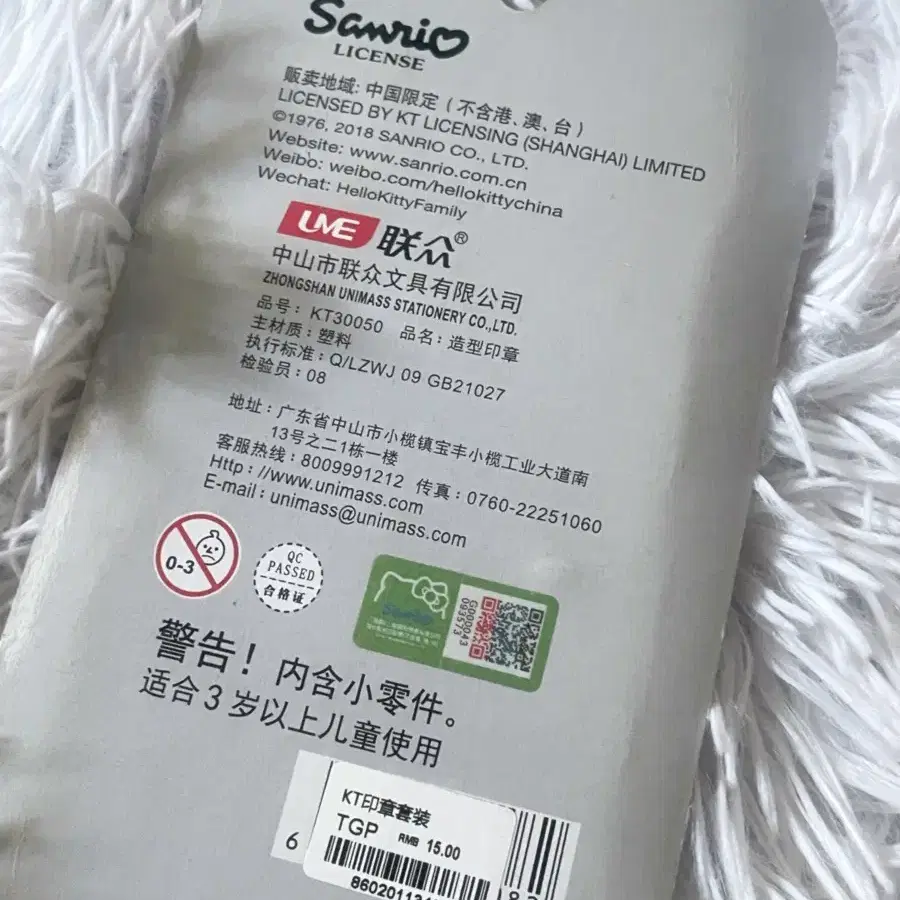 Sanrio
LICENSE
贩卖地域: 中国限定 ( 不含港、澳、台 )
LICENSED BY KT LICENSING (SHANGHAI) LIMITED
©1976, 2018 SANRIO CO., LTD.
Website: www.sanrio.com.cn
Weibo: weibo.com/hellokittychina
Wechat: HelloKittyFamily
UME 联众®
中山市联众文具有限公司
ZHONGSHAN UNIMASS STATIONERY CO.,LTD.
品号: KT30050 品名: 造型印章
主材质: 塑料
执行标准: Q/LZWJ 09 GB21027
检验员: 08
地址: 广东省中山市小榄镇宝丰小榄工业大道南
13号之二1栋一楼
客服热线: 8009991212 传真: 0760-22251060
Http://www.unimass.com
E-mail: unimass@unimass.com
0-3
QC
PASSED
合格证
Sanrio
G000043
093573
警告! 内含小零件。
适合3岁以上儿童使用
KT印章套装
TGP RMB 15.00
6